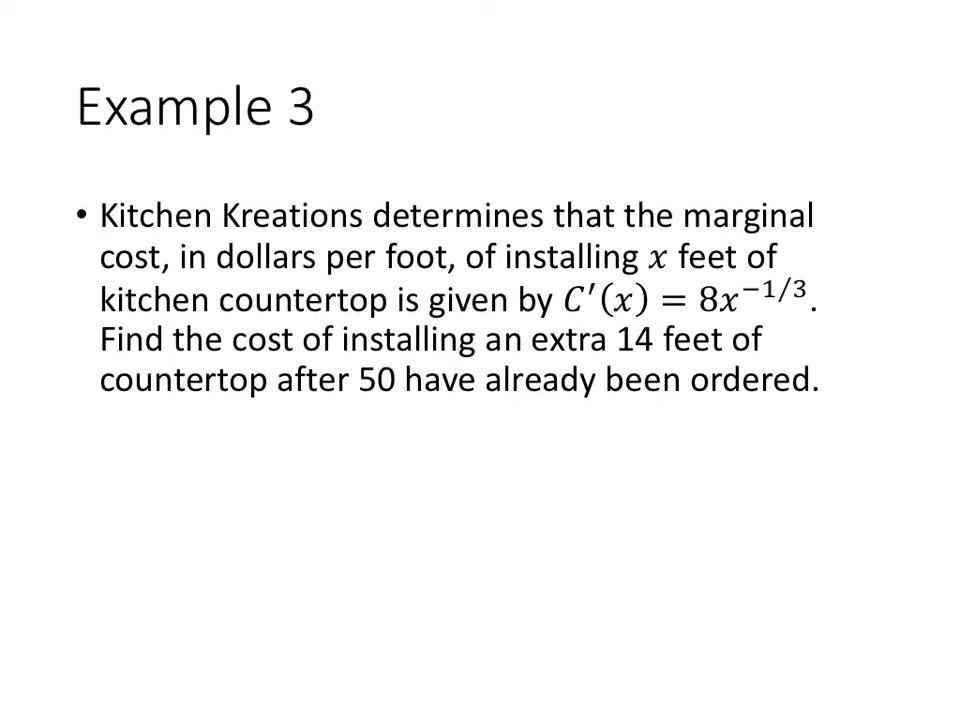 Example 3
• Kitchen Kreations determines that the marginal
cost, in dollars per foot, of installing 𝑥 feet of
kitchen countertop is given by 𝐶′(𝑥) = 8𝑥^{−1/3}.
Find the cost of installing an extra 14 feet of
countertop after 50 have already been ordered.